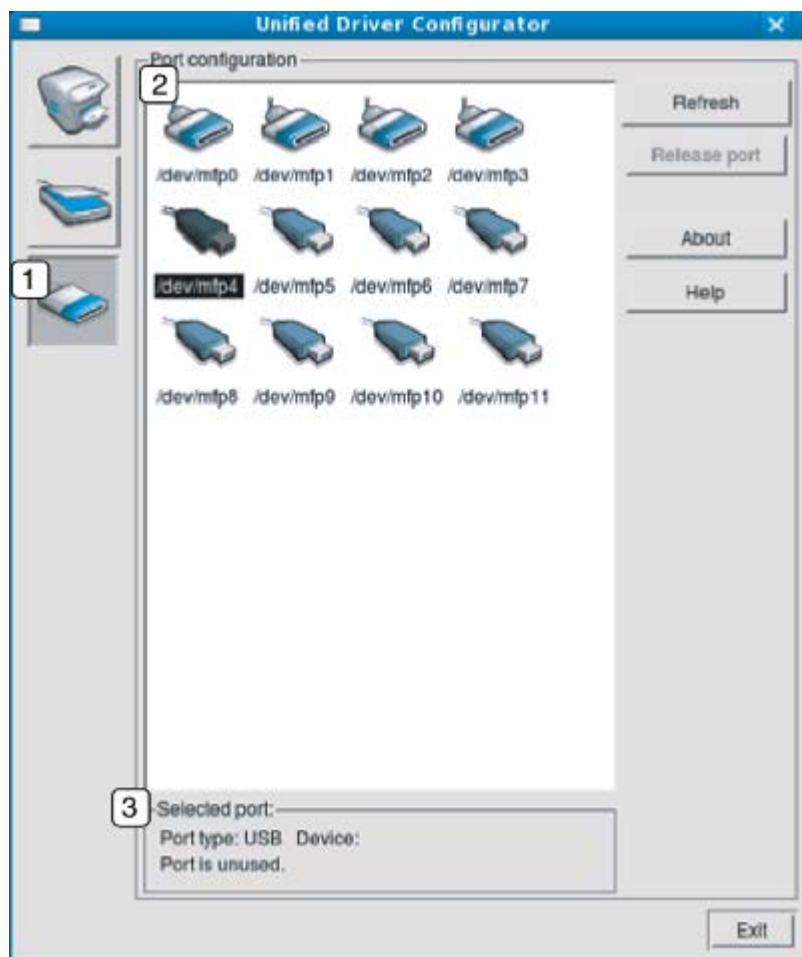 Unified Driver Configurator
Port configuration
2
Refresh
/dev/mfp0 /dev/mfp1 /dev/mfp2 /dev/mfp3
Release port
About
1
/dev/mfp4 /dev/mfp5 /dev/mfp6 /dev/mfp7
Help
/dev/mfp8 /dev/mfp9 /dev/mfp10 /dev/mfp11
3
Selected port:
Port type: USB Device:
Port is unused.
Exit